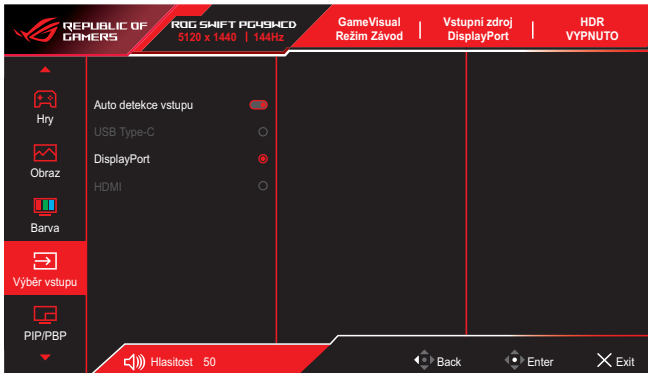 REPUBLIC OF
GAMERS
ROG SWIFT PG49WCD
5120 x 1440 | 144Hz
GameVisual
Režim Závod
Vstupní zdroj
DisplayPort
HDR
VYPNUTO
Hry
Obraz
Barva
Výběr vstupu
PIP/PBP
Auto detekce vstupu
USB Type-C
DisplayPort
HDMI
Hlasitost 50
Back
Enter
Exit